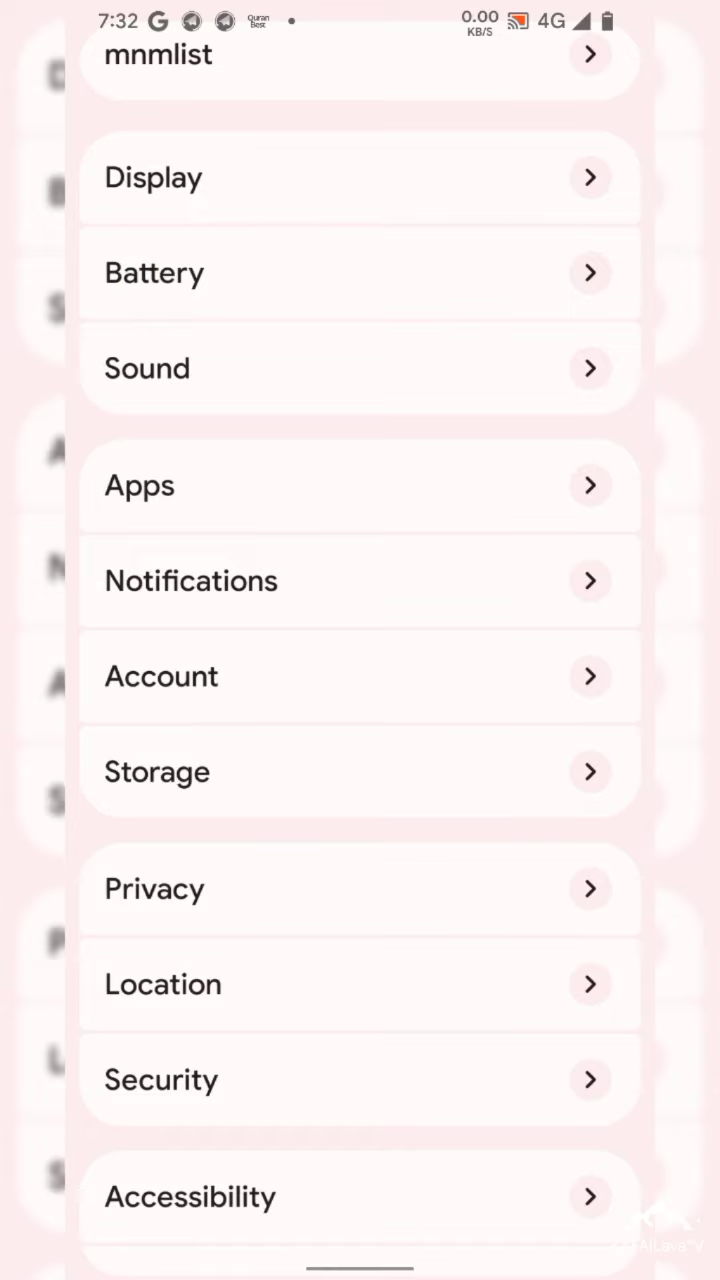 7:32 G Quran Best 0.00 KB/S 4G
mnmlist
Display
Battery
Sound
Apps
Notifications
Account
Storage
Privacy
Location
Security
Accessibility